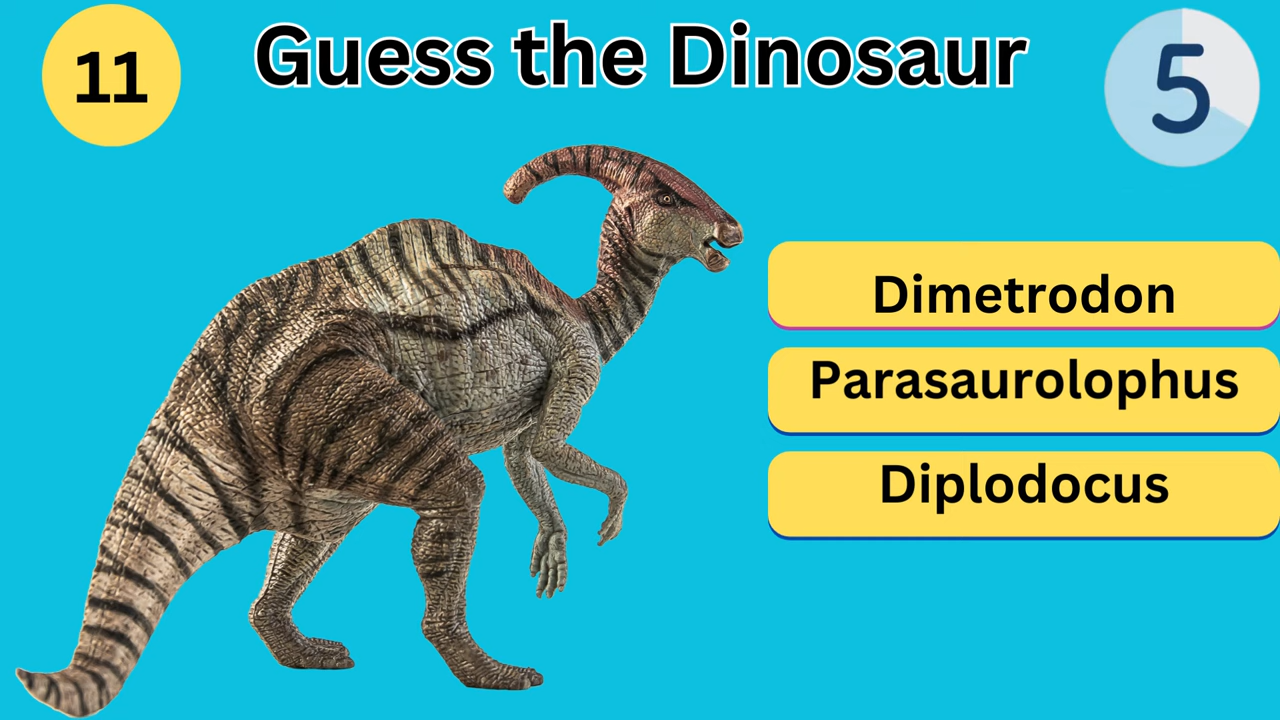 11
Guess the Dinosaur
5
Dimetrodon
Parasaurolophus
Diplodocus